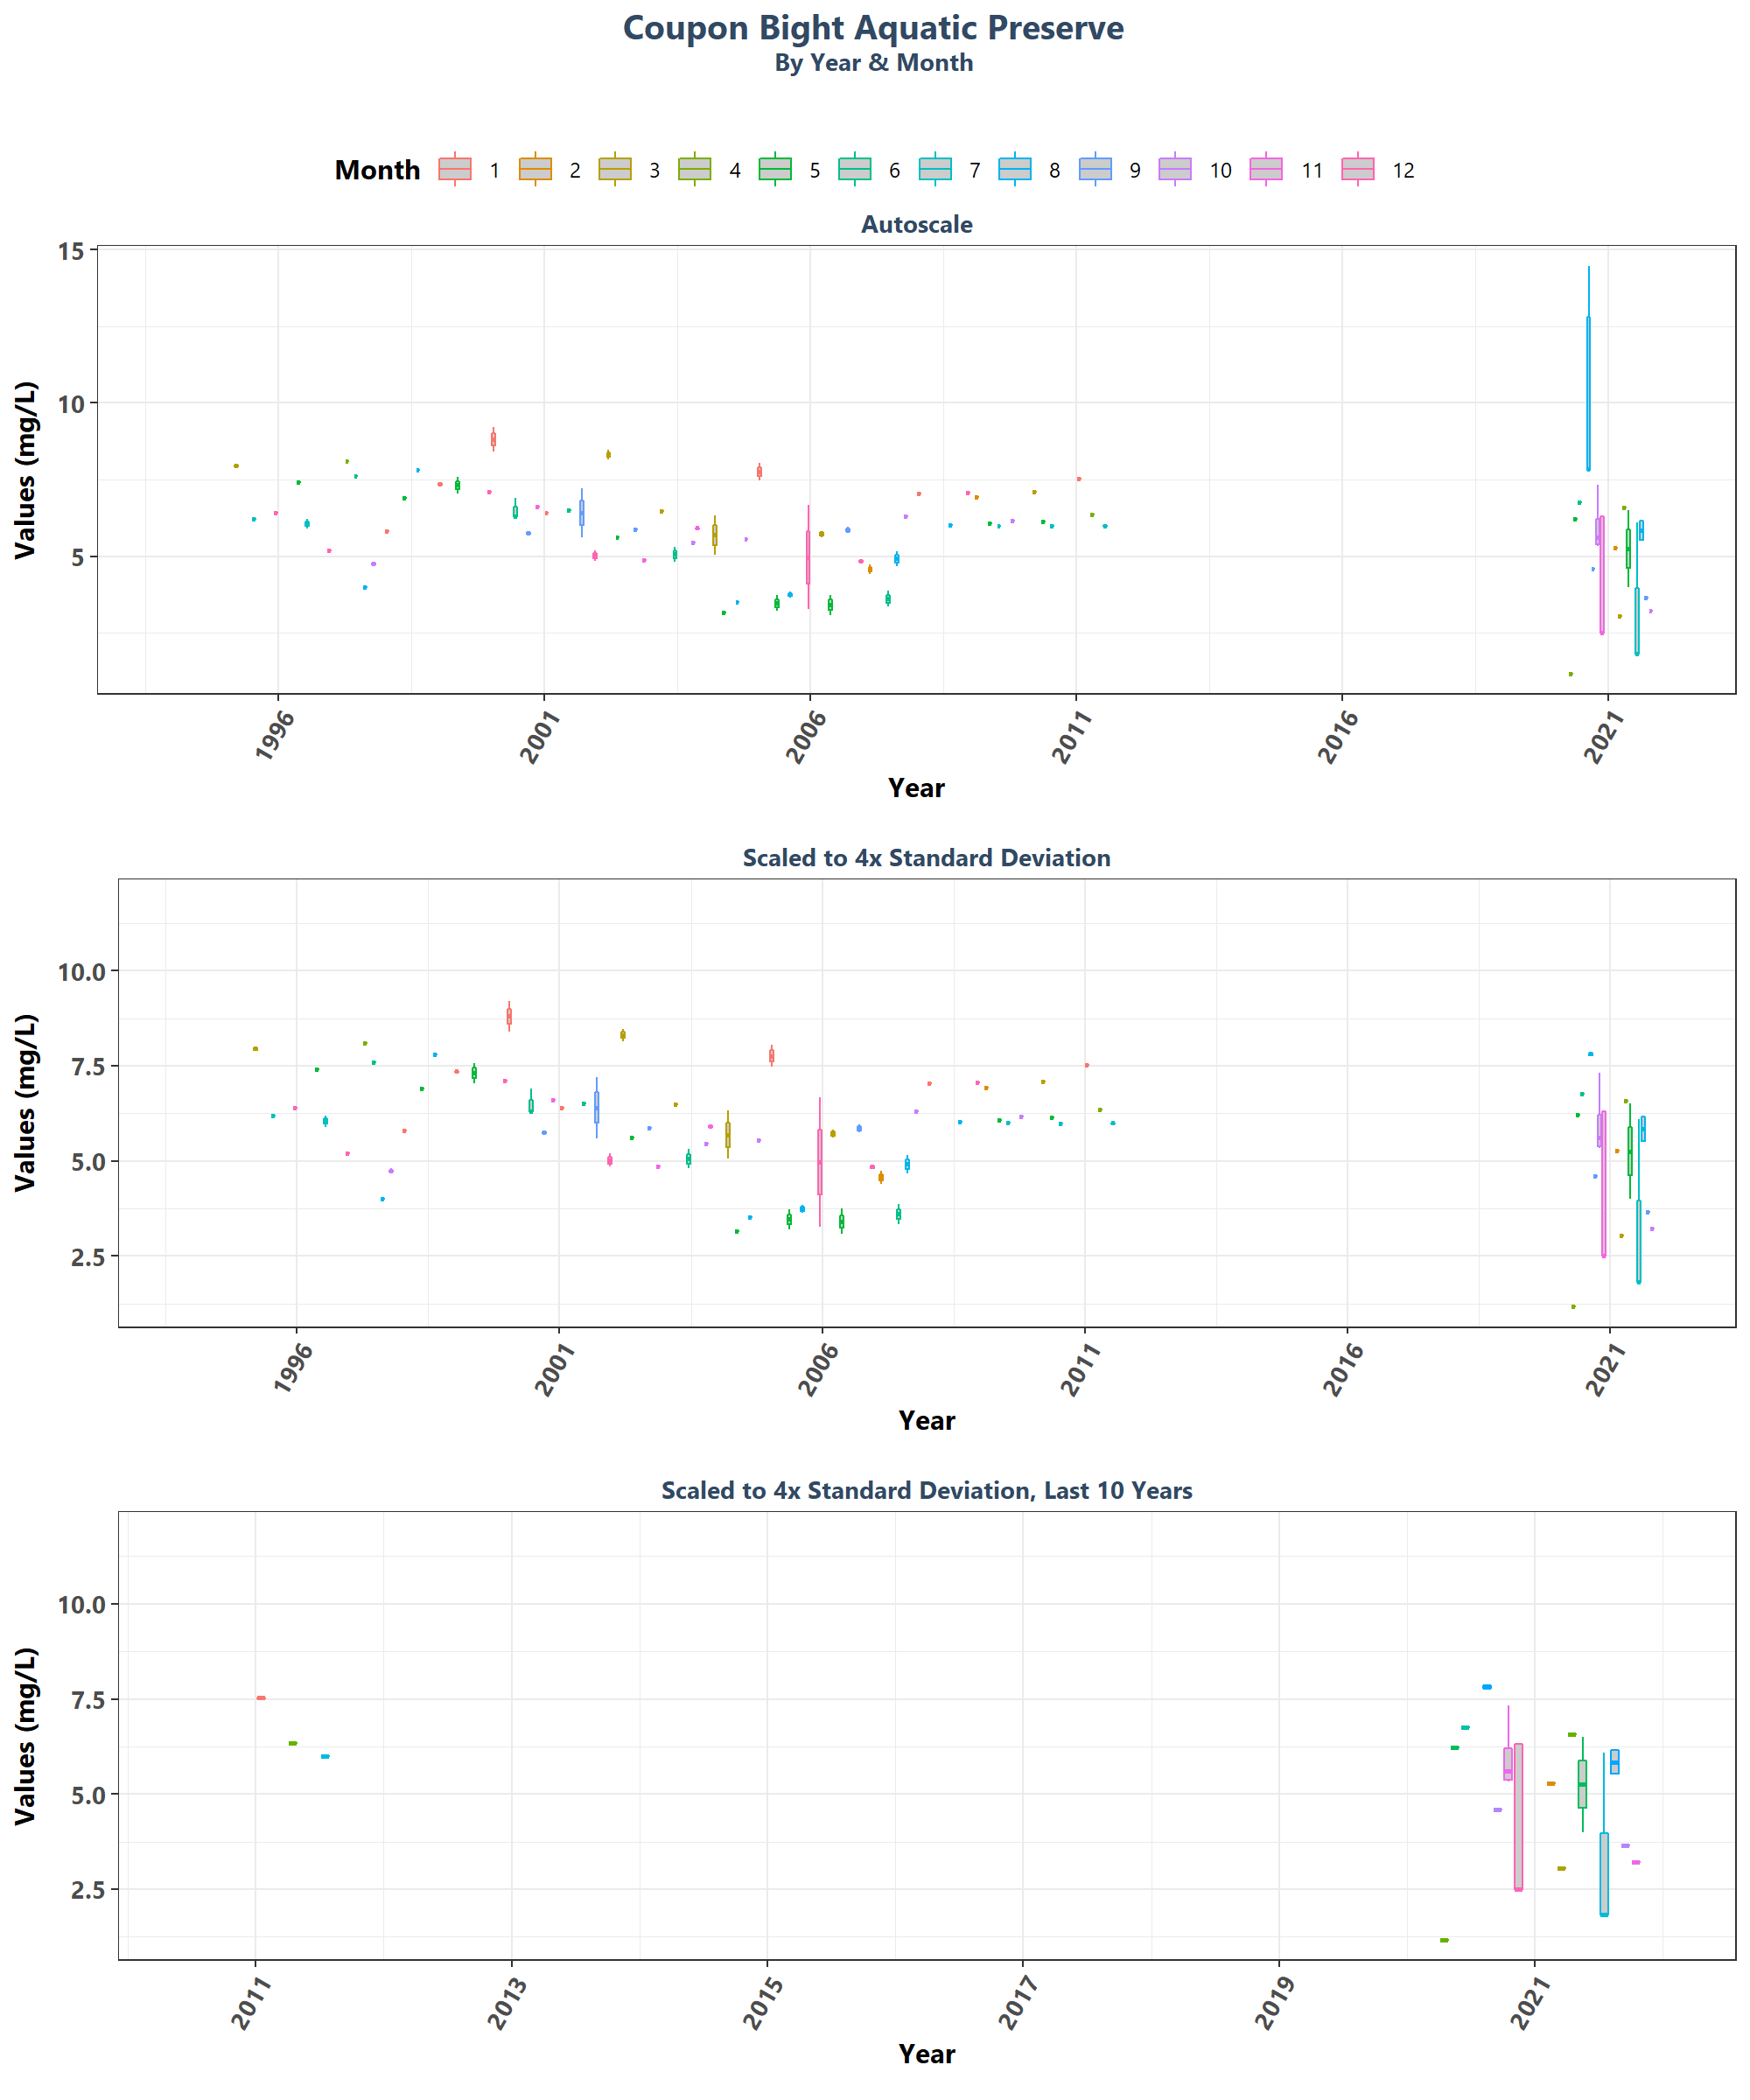 Coupon Bight Aquatic Preserve
By Year & Month
Month 1 2 3 4 5 6 7 8 9 10 11 12
Autoscale
Values (mg/L)
15
10
5
1996 2001 2006 2011 2016 2021
Year
Scaled to 4x Standard Deviation
Values (mg/L)
10.0
7.5
5.0
2.5
1996 2001 2006 2011 2016 2021
Year
Scaled to 4x Standard Deviation, Last 10 Years
Values (mg/L)
10.0
7.5
5.0
2.5
2011 2013 2015 2017 2019 2021
Year